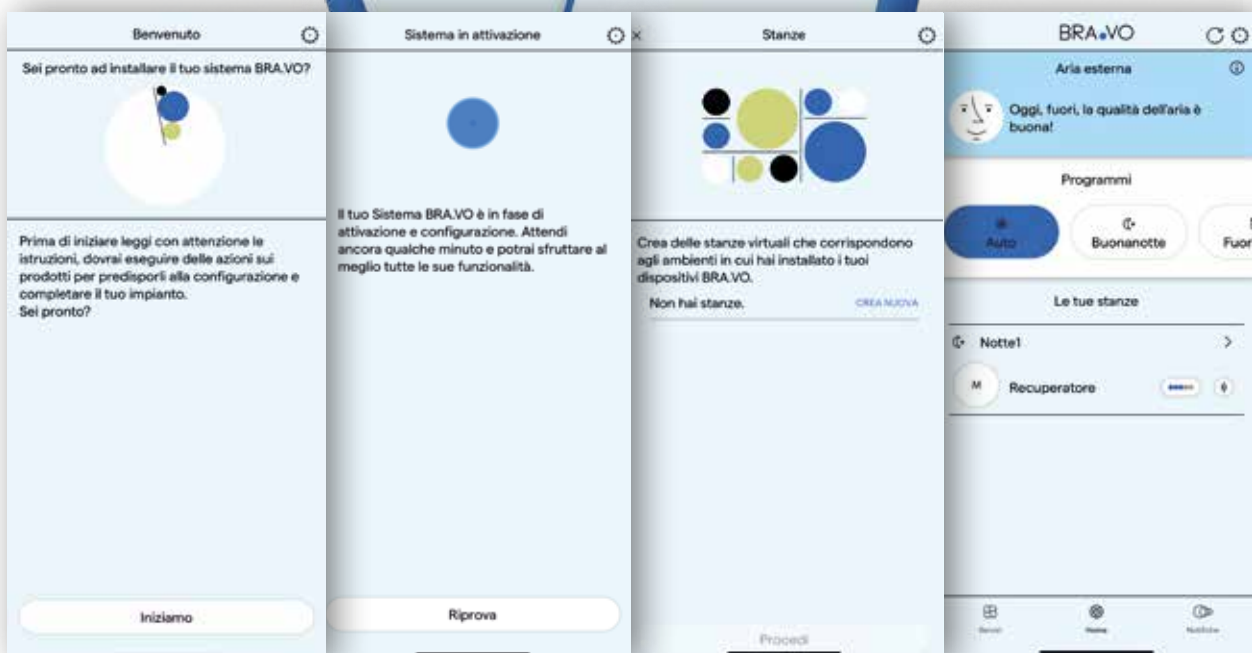 Benvenuto
Sei pronto ad installare il tuo sistema BRA.VO?
Prima di iniziare leggi con attenzione le
istruzioni, dovrai eseguire delle azioni sui
prodotti per predisporli alla configurazione e
completare il tuo impianto.
Sei pronto?
Iniziamo
Sistema in attivazione
Il tuo Sistema BRA.VO è in fase di
attivazione e configurazione. Attendi
ancora qualche minuto e potrai sfruttare al
meglio tutte le sue funzionalità.
Riprova
×
Stanze
Crea delle stanze virtuali che corrispondono
agli ambienti in cui hai installato i tuoi
dispositivi BRA.VO.
Non hai stanze.
CREA NUOVA
Procedi
BRA.VO
Aria esterna
Oggi, fuori, la qualità dell'aria è
buona!
Programmi
Auto
Buonanotte
Fuor
Le tue stanze
Notte1
M
Recuperatore
Home
Notifiche